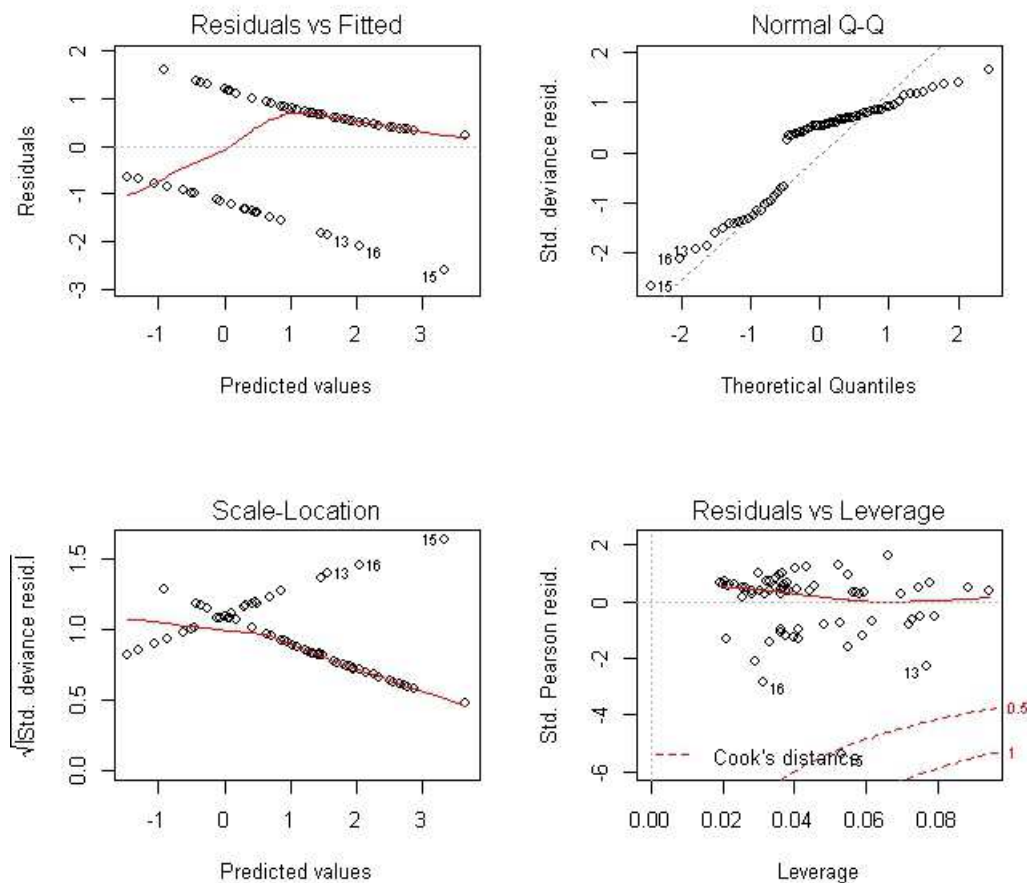 Residuals vs Fitted
Residuals
2
1
0
-1
-2
-3
13
16
15
-1 0 1 2 3
Predicted values
Normal Q-Q
Std. deviance resid.
2
1
0
-1
-2
16
13
15
-2 -1 0 1 2
Theoretical Quantiles
Scale-Location
√|Std. deviance resid.|
1.5
1.0
0.5
0.0
15
13
16
-1 0 1 2 3
Predicted values
Residuals vs Leverage
Std. Pearson resid.
2
0
-2
-4
-6
16
13
0.5
1
Cook's distance
15
0.00 0.02 0.04 0.06 0.08
Leverage